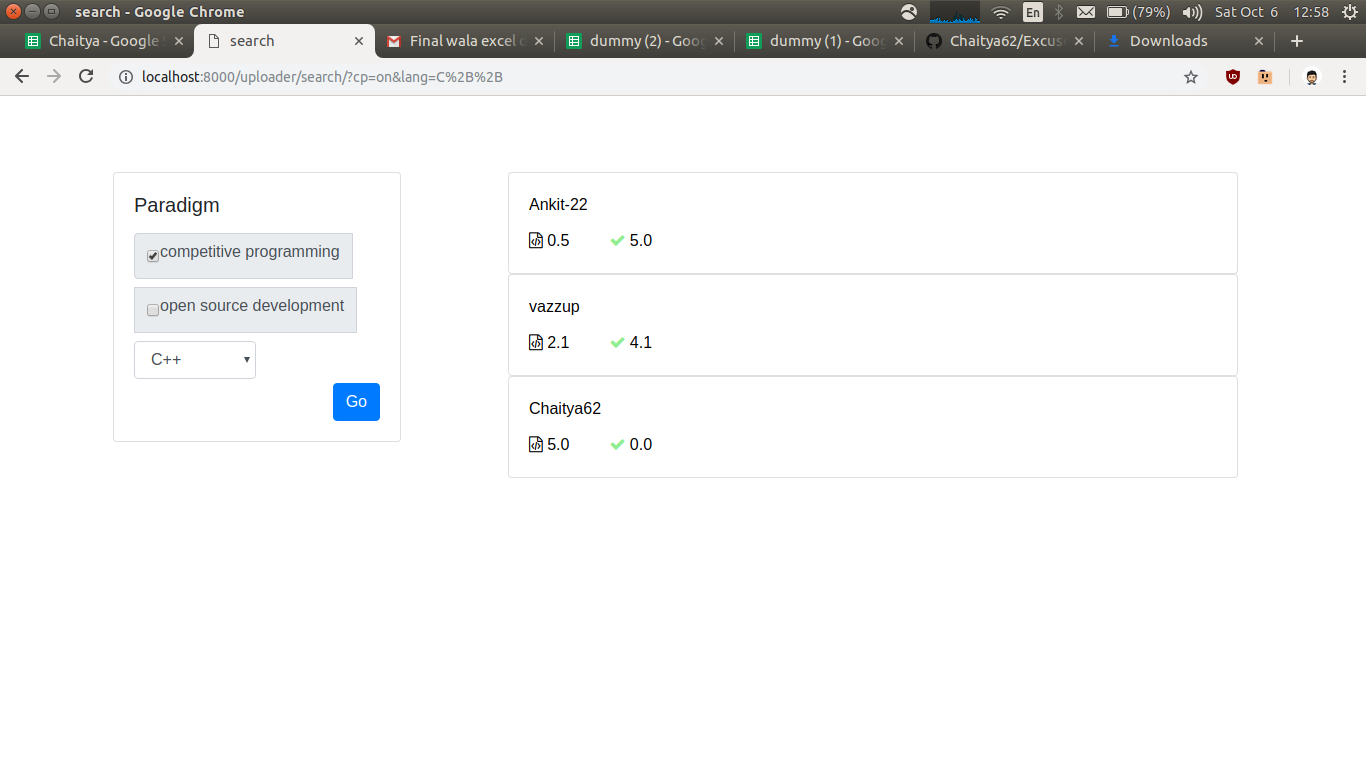 search - Google Chrome
En
(79%)
Sat Oct 6
12:58
Chaitya - Google
search
Final wala excel
dummy (2) - Goog
dummy (1) - Goog
Chaitya62/Excus
Downloads
localhost:8000/uploader/search/?cp=on&lang=C%2B%2B
Paradigm
competitive programming
open source development
C++
Go
Ankit-22
0.5 5.0
vazzup
2.1 4.1
Chaitya62
5.0 0.0